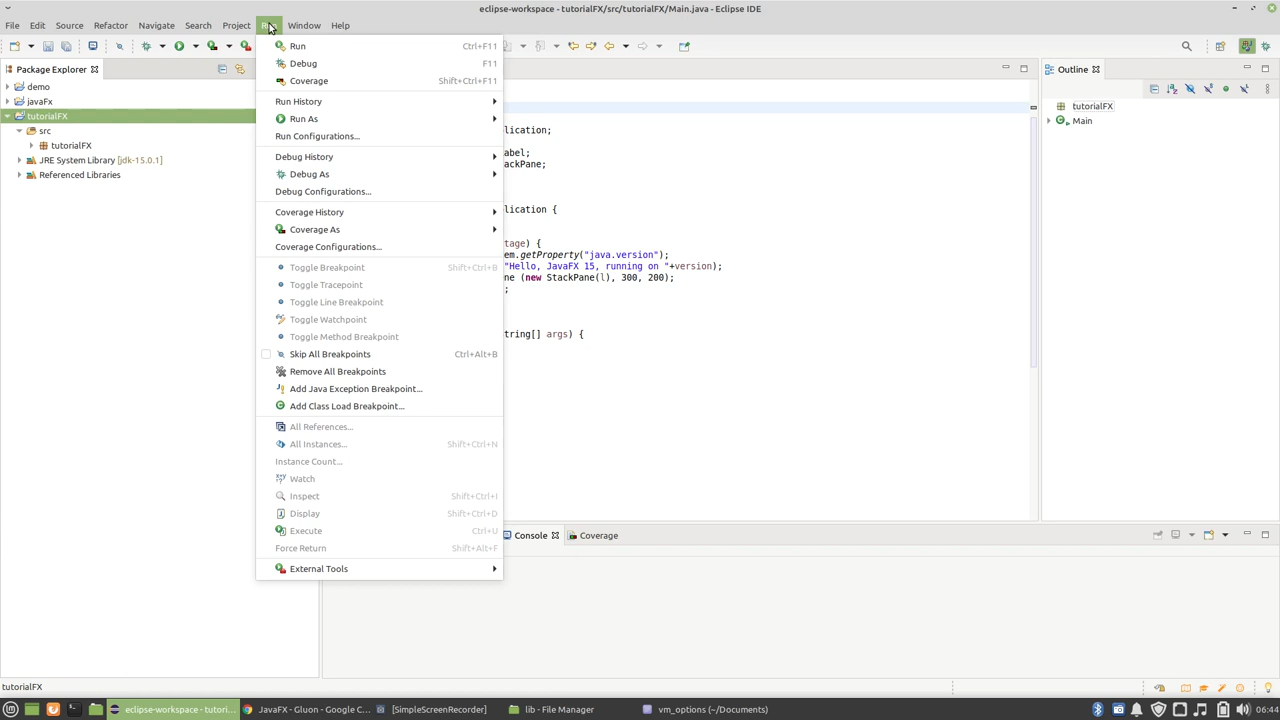 eclipse-workspace - tutorialFX/src/tutorialFX/Main.java - Eclipse IDE
File Edit Source Refactor Navigate Search Project Window Help
Package Explorer
demo
javaFx
tutorialFX
src
tutorialFX
JRE System Library [jdk-15.0.1]
Referenced Libraries
Run Ctrl+F11
Debug F11
Coverage Shift+Ctrl+F11
Run History
Run As
Run Configurations...
Debug History
Debug As
Debug Configurations...
Coverage History
Coverage As
Coverage Configurations...
Toggle Breakpoint Shift+Ctrl+B
Toggle Tracepoint
Toggle Line Breakpoint
Toggle Watchpoint
Toggle Method Breakpoint
Skip All Breakpoints Ctrl+Alt+B
Remove All Breakpoints
Add Java Exception Breakpoint...
Add Class Load Breakpoint...
All References...
All Instances... Shift+Ctrl+N
Instance Count...
Watch
Inspect Shift+Ctrl+I
Display Shift+Ctrl+D
Execute Ctrl+U
Force Return Shift+Alt+F
External Tools
lication;
abel;
ackPane;
lication {
tage) {
em.getProperty("java.version");
"Hello, JavaFX 15, running on "+version);
ne (new StackPane(l), 300, 200);
;
tring[] args) {
Outline
tutorialFX
Main
Console
Coverage
tutorialFX
eclipse-workspace - tutori...
JavaFX - Gluon - Google C...
[SimpleScreenRecorder]
lib - File Manager
vm_options (~/Documents)
06:44